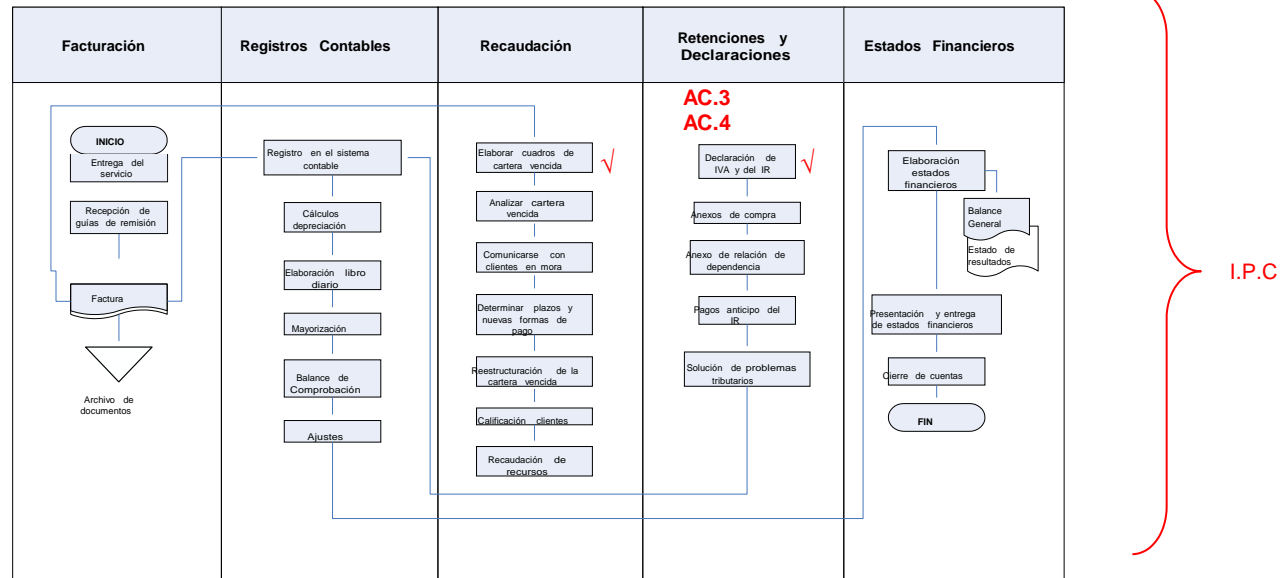 Facturación
Registros Contables
Recaudación
Retenciones y
Declaraciones
Estados Financieros
INICIO
Entrega del
servicio
Recepción de
guías de remisión
Factura
Archivo de
documentos
Registro en el sistema
contable
Cálculos
depreciación
Elaboración libro
diario
Mayorización
Balance de
Comprobación
Ajustes
Elaborar cuadros de
cartera vencida
√
Analizar cartera
vencida
Comunicarse con
clientes en mora
Determinar plazos y
nuevas formas de
pago
Reestructuración de la
cartera vencida
Calificación clientes
Recaudación de
recursos
AC.3
AC.4
Declaración de
IVA y del IR
√
Anexos de compra
Anexo de relación de
dependencia
Pagos anticipo del
IR
Solución de problemas
tributarios
Elaboración
estados
financieros
Balance
General
Estado de
resultados
Presentación y entrega
de estados financieros
Cierre de cuentas
FIN
I.P.C